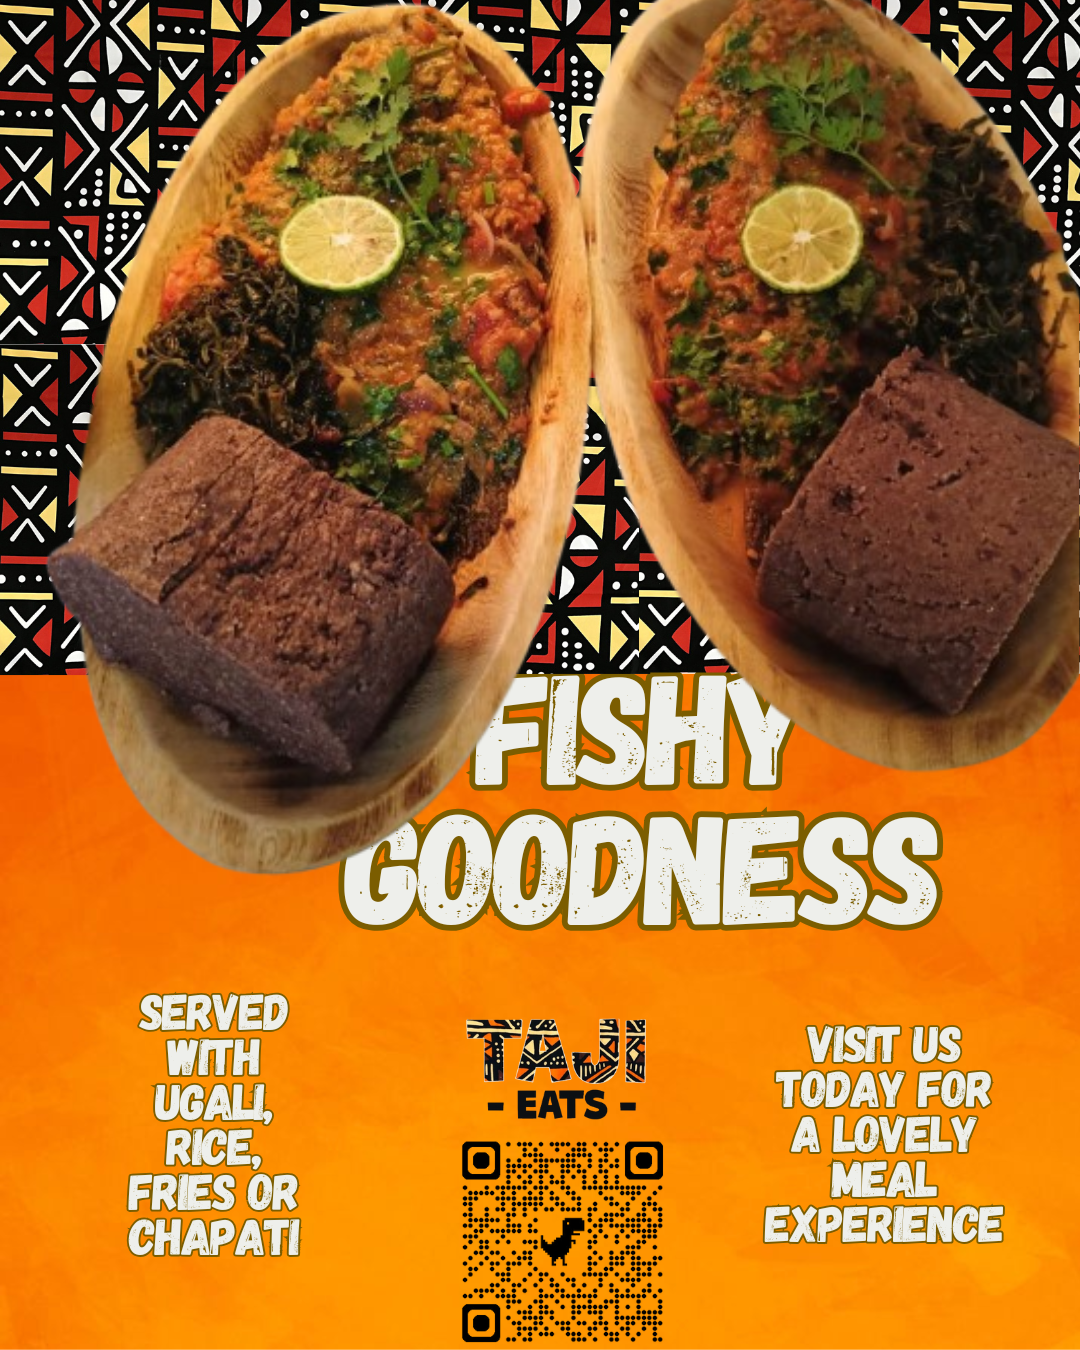 FISHY
GOODNESS
SERVED
WITH
UGALI,
RICE,
FRIES OR
CHAPATI
TAJI
- EATS -
VISIT US
TODAY FOR
A LOVELY
MEAL
EXPERIENCE